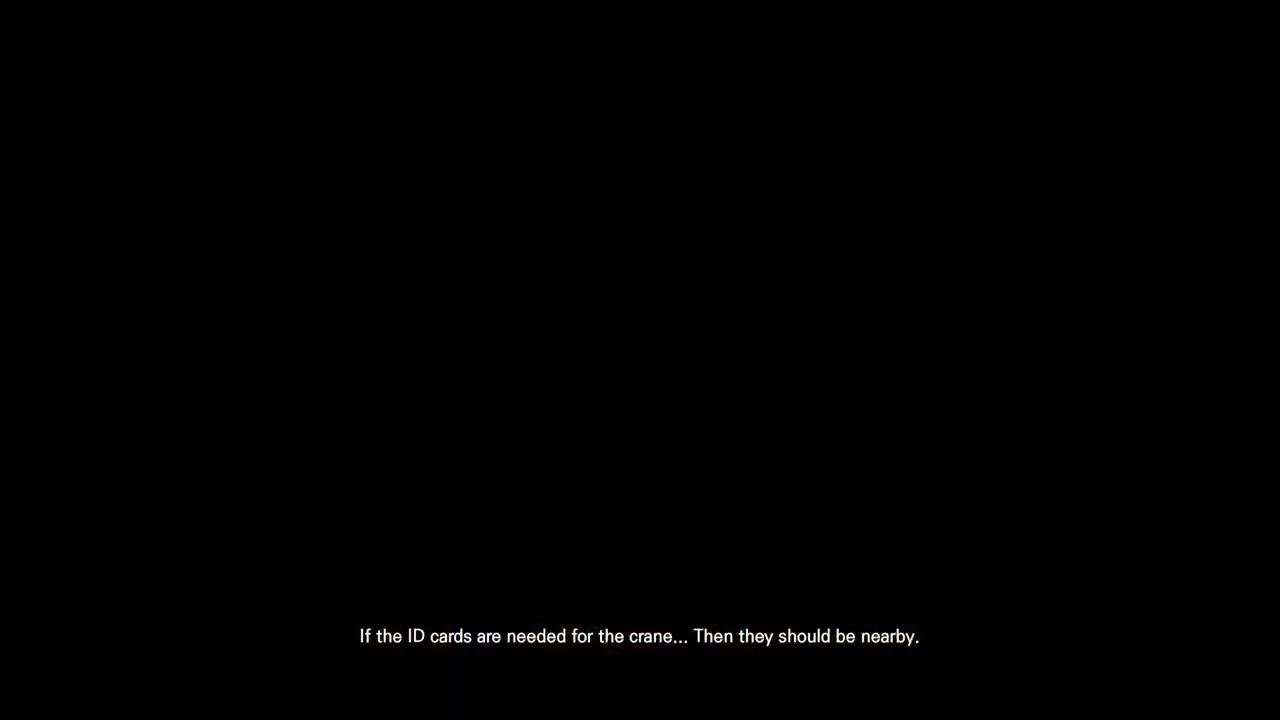 If the ID cards are needed for the crane... Then they should be nearby.